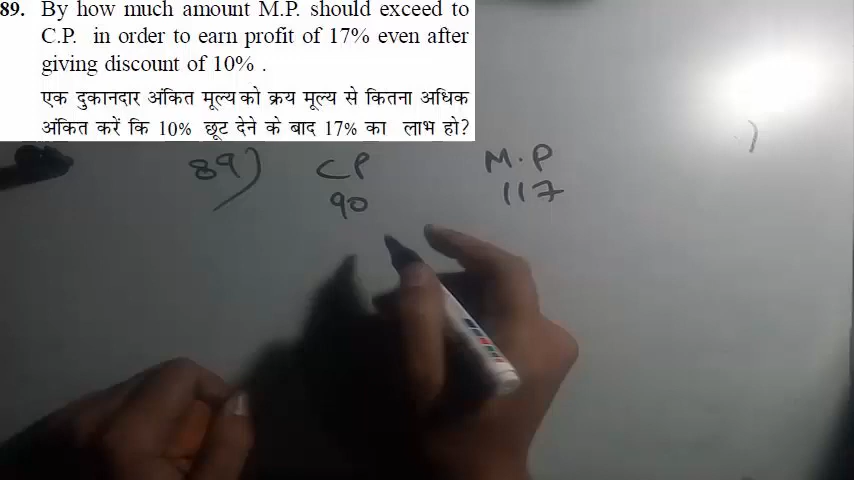 89. By how much amount M.P. should exceed to
C.P. in order to earn profit of 17% even after
giving discount of 10% .
एक दुकानदार अंकित मूल्य को क्रय मूल्य से कितना अधिक
अंकित करें कि 10% छूट देने के बाद 17% का लाभ हो?
89) CP M.P
90 117